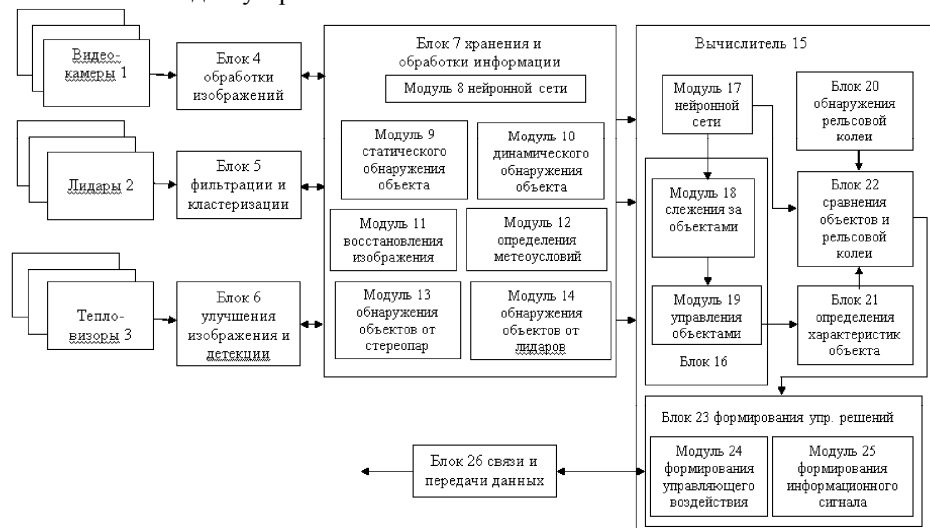 Видео-
камеры 1
Блок 4
обработки
изображений
Лидары 2
Блок 5
фильтрации и
кластеризации
Тепло-
визоры 3
Блок 6
улучшения
изображения и
детекции
Блок 7 хранения и
обработки информации
Модуль 8 нейронной сети
Модуль 9
статического
обнаружения
объекта
Модуль 10
динамического
обнаружения
объекта
Модуль 11
восстановления
изображения
Модуль 12
определения
метеоусловий
Модуль 13
обнаружения
объектов от
стереопар
Модуль 14
обнаружения
объектов от
лидаров
Вычислитель 15
Модуль 17
нейронной
сети
Модуль 18
слежения за
объектами
Модуль 19
управления
объектами
Блок 16
Блок 20
обнаружения
рельсовой
колеи
Блок 22
сравнения
объектов и
рельсовой
колеи
Блок 21
определения
характеристик
объекта
Блок 23 формирования упр. решений
Модуль 24
формирования
управляющего
воздействия
Модуль 25
формирования
информационного
сигнала
Блок 26 связи и
передачи данных